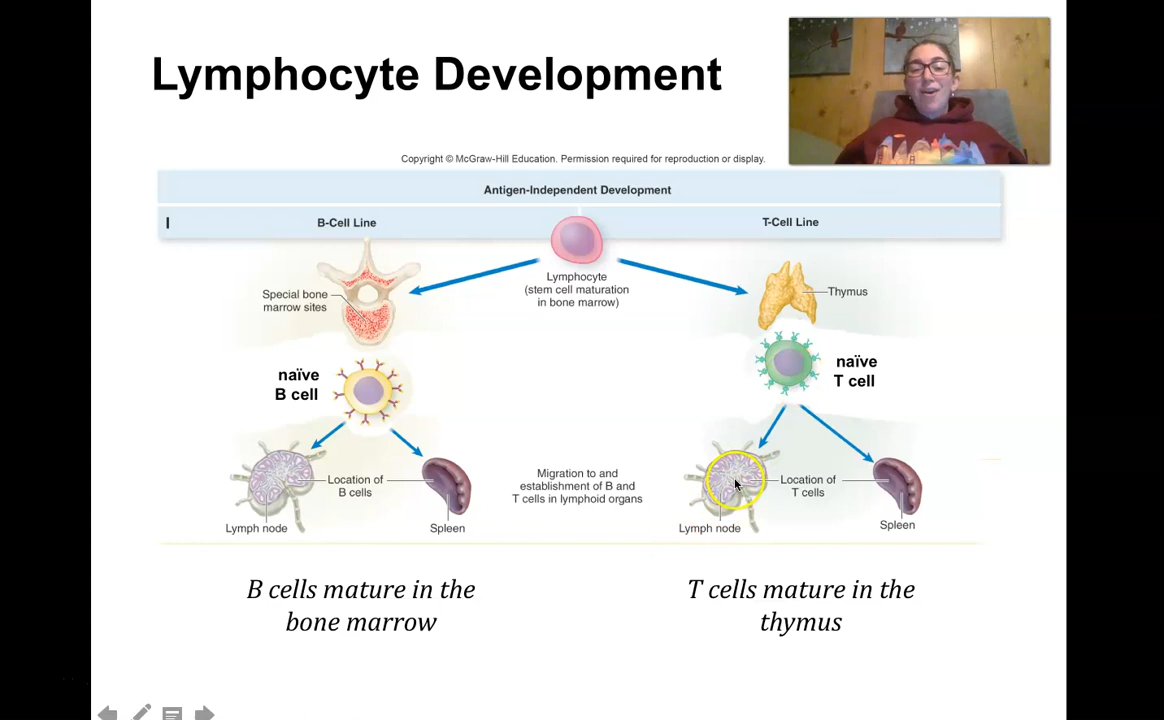 Lymphocyte Development
Copyright © McGraw-Hill Education. Permission required for reproduction or display.
Antigen-Independent Development
I
B-Cell Line
T-Cell Line
Lymphocyte
(stem cell maturation
in bone marrow)
Special bone
marrow sites
Thymus
naïve
B cell
naïve
T cell
Location of
B cells
Lymph node
Spleen
Migration to and
establishment of B and
T cells in lymphoid organs
Location of
T cells
Lymph node
Spleen
B cells mature in the
bone marrow
T cells mature in the
thymus